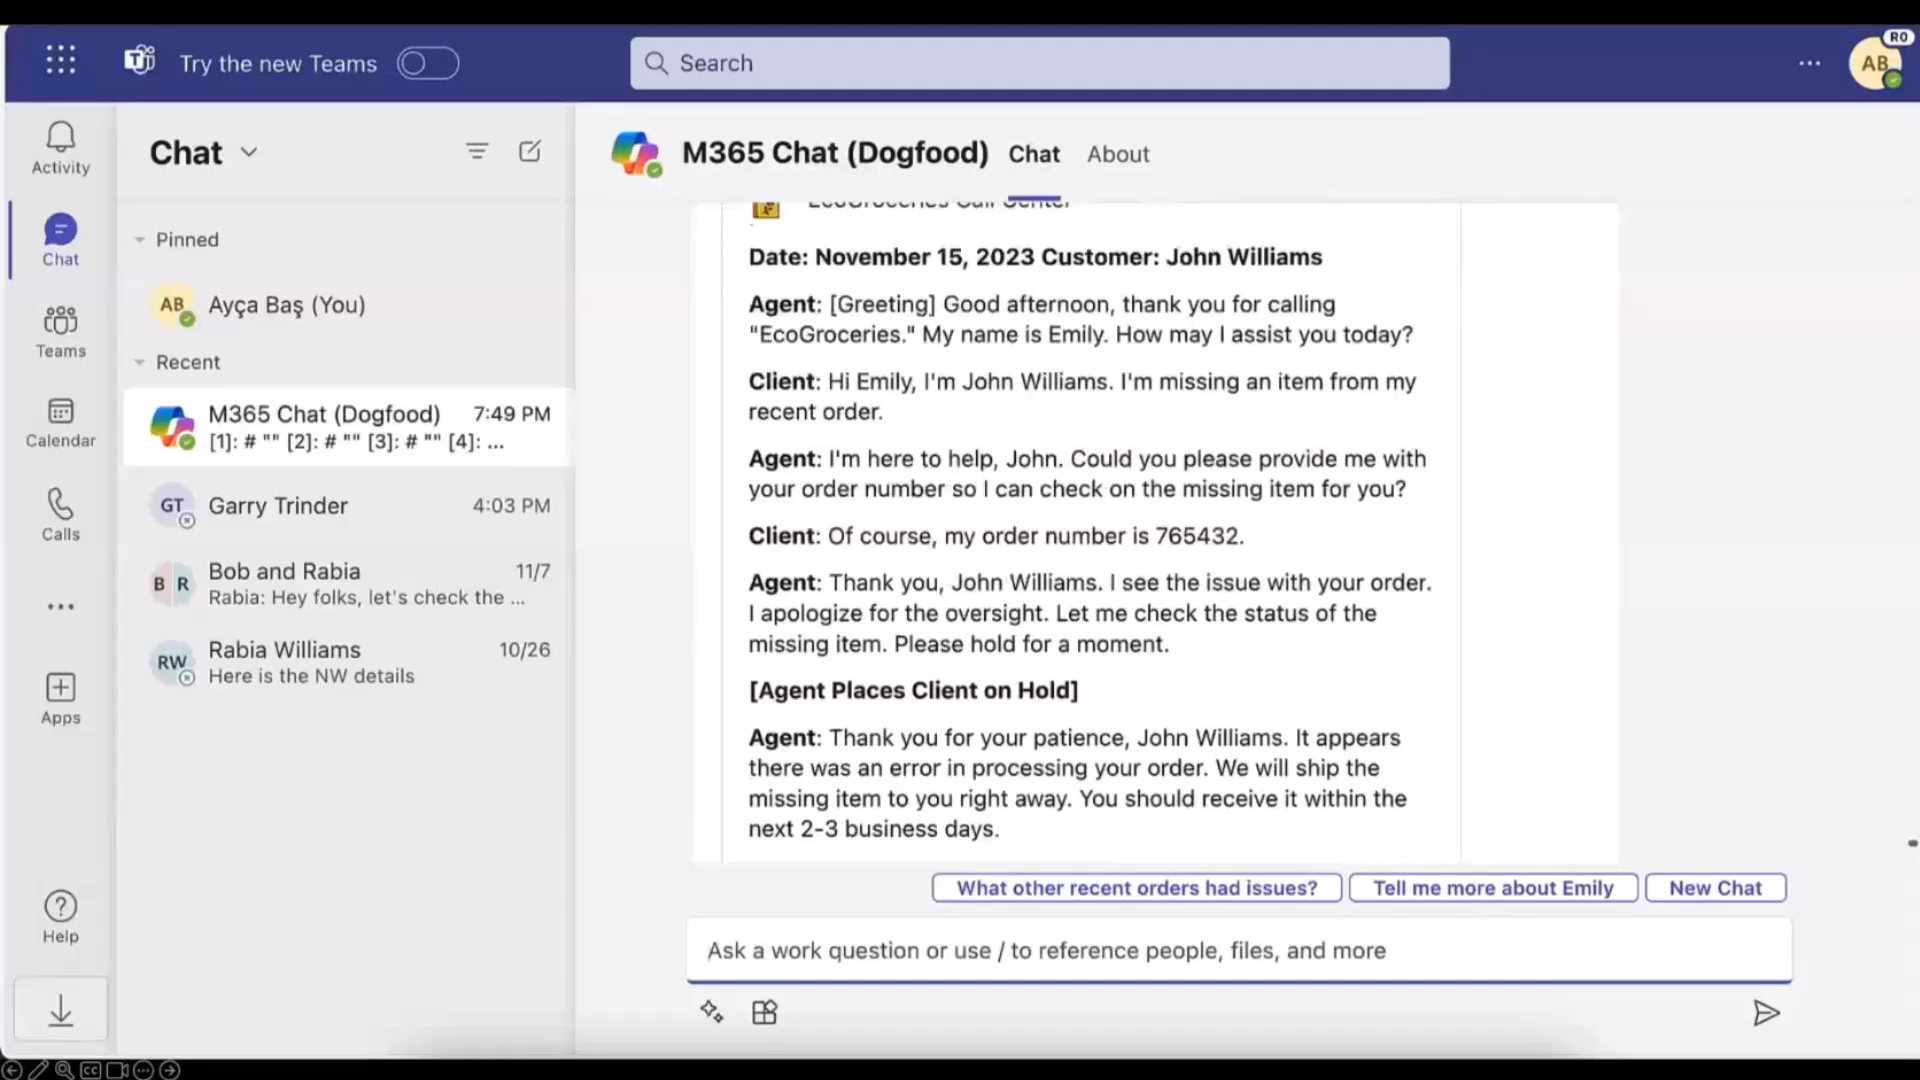 Try the new Teams
Search
RO
AB
Activity
Chat
Teams
Calendar
Calls
Apps
Help
Chat
Pinned
AB Ayça Baş (You)
Recent
M365 Chat (Dogfood) 7:49 PM
[1]: # "" [2]: # "" [3]: # "" [4]: ...
GT Garry Trinder 4:03 PM
B R Bob and Rabia 11/7
Rabia: Hey folks, let's check the ...
RW Rabia Williams 10/26
Here is the NW details
M365 Chat (Dogfood) Chat About
EcoGroceries Call Center
Date: November 15, 2023 Customer: John Williams
Agent: [Greeting] Good afternoon, thank you for calling
"EcoGroceries." My name is Emily. How may I assist you today?
Client: Hi Emily, I'm John Williams. I'm missing an item from my
recent order.
Agent: I'm here to help, John. Could you please provide me with
your order number so I can check on the missing item for you?
Client: Of course, my order number is 765432.
Agent: Thank you, John Williams. I see the issue with your order.
I apologize for the oversight. Let me check the status of the
missing item. Please hold for a moment.
[Agent Places Client on Hold]
Agent: Thank you for your patience, John Williams. It appears
there was an error in processing your order. We will ship the
missing item to you right away. You should receive it within the
next 2-3 business days.
What other recent orders had issues? Tell me more about Emily New Chat
Ask a work question or use / to reference people, files, and more
CC